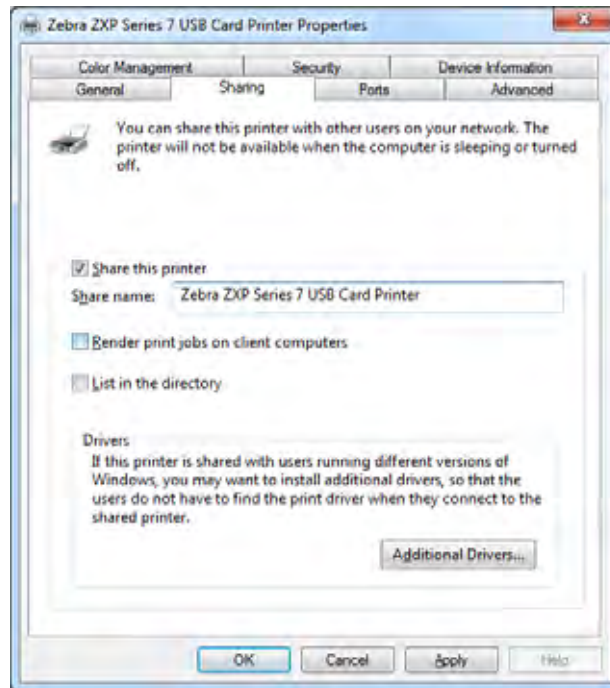 Zebra ZXP Series 7 USB Card Printer Properties
Color Management
Security
Device Information
General
Sharing
Ports
Advanced
You can share this printer with other users on your network. The
printer will not be available when the computer is sleeping or turned
off.
Share this printer
Share name: Zebra ZXP Series 7 USB Card Printer
Render print jobs on client computers
List in the directory
Drivers
If this printer is shared with users running different versions of
Windows, you may want to install additional drivers, so that the
users do not have to find the print driver when they connect to the
shared printer.
Additional Drivers...
OK
Cancel
Apply
Help